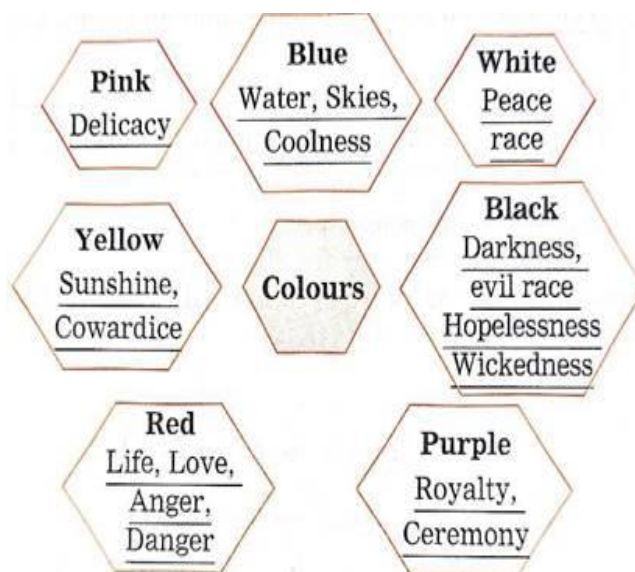 Pink
Delicacy
Blue
Water, Skies,
Coolness
White
Peace
race
Yellow
Sunshine,
Cowardice
Colours
Black
Darkness,
evil race
Hopelessness
Wickedness
Red
Life, Love,
Anger,
Danger
Purple
Royalty,
Ceremony